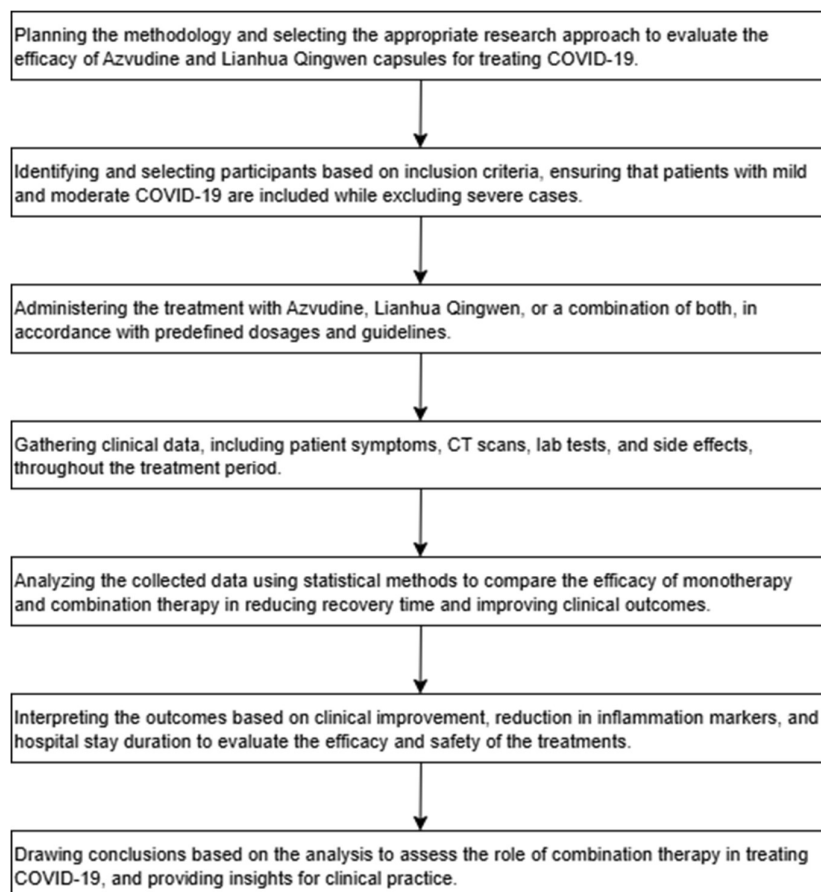 Planning the methodology and selecting the appropriate research approach to evaluate the
efficacy of Azvudine and Lianhua Qingwen capsules for treating COVID-19.
Identifying and selecting participants based on inclusion criteria, ensuring that patients with mild
and moderate COVID-19 are included while excluding severe cases.
Administering the treatment with Azvudine, Lianhua Qingwen, or a combination of both, in
accordance with predefined dosages and guidelines.
Gathering clinical data, including patient symptoms, CT scans, lab tests, and side effects,
throughout the treatment period.
Analyzing the collected data using statistical methods to compare the efficacy of monotherapy
and combination therapy in reducing recovery time and improving clinical outcomes.
Interpreting the outcomes based on clinical improvement, reduction in inflammation markers, and
hospital stay duration to evaluate the efficacy and safety of the treatments.
Drawing conclusions based on the analysis to assess the role of combination therapy in treating
COVID-19, and providing insights for clinical practice.